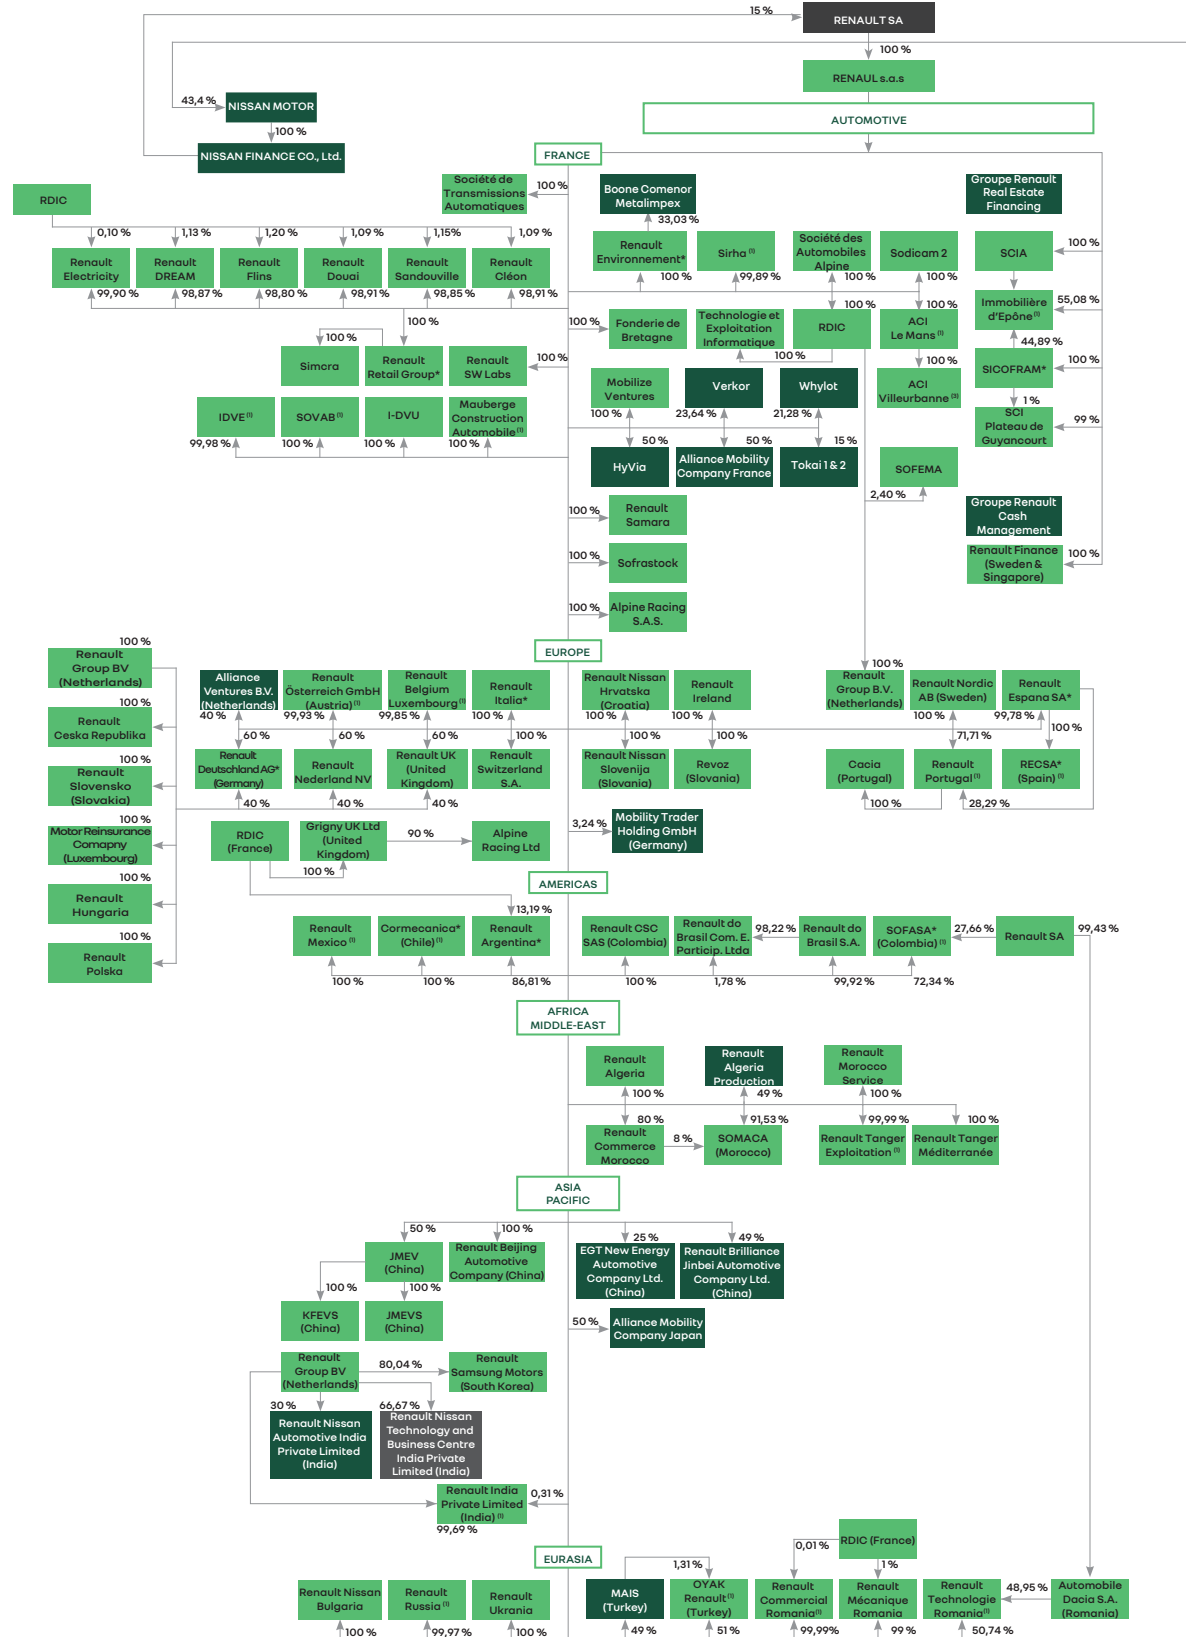 15 %
RENAULT SA
100 %
RENAUL s.a.s
43,4 %
NISSAN MOTOR
100 %
NISSAN FINANCE CO., Ltd.
AUTOMOTIVE
FRANCE
RDIC
Société de
Transmissions
Automatiques
100 %
Boone Comenor
Metalimpex
33,03 %
Groupe Renault
Real Estate
Financing
0,10 %
1,13 %
1,20 %
1,09 %
1,15%
1,09 %
Renault
Electricity
Renault
DREAM
Renault
Flins
Renault
Douai
Renault
Sandouville
Renault
Cléon
99,90 %
98,87 %
98,80 %
98,91 %
98,85 %
98,91 %
Renault
Environnement*
100 %
Sirha (1)
99,89 %
Société des
Automobiles
Alpine
100 %
Sodicam 2
100 %
SCIA
100 %
100 %
Simcra
100 %
Renault
Retail Group*
Renault
SW Labs
100 %
100 %
Fonderie de
Bretagne
Technologie et
Exploitation
Informatique
100 %
100 %
RDIC
100 %
ACI
Le Mans (1)
100 %
ACI
Villeurbanne (3)
Immobilière
d'Epône (1)
55,08 %
44,89 %
SICOFRAM*
100 %
1 %
SCI
Plateau de
Guyancourt
99 %
IDVE (1)
99,98 %
SOVAB (1)
100 %
I-DVU
100 %
Mauberge
Construction
Automobile (1)
100 %
Mobilize
Ventures
100 %
Verkor
23,64 %
Whylot
21,28 %
50 %
HyVia
50 %
Alliance Mobility
Company France
15 %
Tokai 1 & 2
SOFEMA
2,40 %
100 %
Renault
Samara
Groupe Renault
Cash
Management
100 %
Sofrastock
Renault Finance
(Sweden &
Singapore)
100 %
100 %
Alpine Racing
S.A.S.
EUROPE
100 %
Renault
Group BV
(Netherlands)
100 %
Renault
Ceska Republika
100 %
Renault
Slovensko
(Slovakia)
100 %
Motor Reinsurance
Comapny
(Luxembourg)
100 %
Renault
Hungaria
100 %
Renault
Polska
Alliance
Ventures B.V.
(Netherlands)
40 %
Renault
Österreich GmbH
(Austria) (1)
99,93 %
Renault
Belgium
Luxembourg (1)
99,85 %
Renault
Italia*
100 %
Renault Nissan
Hrvatska
(Croatia)
100 %
Renault
Ireland
100 %
100 %
Renault
Group B.V.
(Netherlands)
Renault Nordic
AB (Sweden)
100 %
Renault
Espana SA*
99,78 %
60 %
Renault
Deutschland AG*
(Germany)
40 %
60 %
Renault
Nederland NV
40 %
60 %
Renault UK
(United
Kingdom)
40 %
100 %
Renault
Switzerland
S.A.
100 %
Renault Nissan
Slovenija
(Slovania)
100 %
Revoz
(Slovania)
Cacia
(Portugal)
100 %
71,71 %
Renault
Portugal (1)
28,29 %
100 %
RECSA*
(Spain) (1)
RDIC
(France)
100 %
Grigny UK Ltd
(United
Kingdom)
90 %
Alpine
Racing Ltd
3,24 %
Mobility Trader
Holding GmbH
(Germany)
AMERICAS
13,19 %
Renault
Mexico (1)
100 %
Cormecanica*
(Chile) (1)
100 %
Renault
Argentina*
86,81 %
Renault CSC
SAS (Colombia)
100 %
Renault do
Brasil Com. E.
Particip. Ltda
1,78 %
98,22 %
Renault do
Brasil S.A.
99,92 %
SOFASA*
(Colombia) (1)
72,34 %
27,66 %
Renault SA
99,43 %
AFRICA
MIDDLE-EAST
Renault
Algeria
100 %
Renault
Algeria
Production
49 %
Renault
Morocco
Service
100 %
80 %
Renault
Commerce
Morocco
8 %
91,53 %
SOMACA
(Morocco)
99,99 %
Renault Tanger
Exploitation (1)
100 %
Renault Tanger
Méditerranée
ASIA
PACIFIC
50 %
JMEV
(China)
100 %
Renault Beijing
Automotive
Company (China)
25 %
EGT New Energy
Automotive
Company Ltd.
(China)
49 %
Renault Brilliance
Jinbei Automotive
Company Ltd.
(China)
100 %
KFEVS
(China)
100 %
JMEVS
(China)
50 %
Alliance Mobility
Company Japan
Renault
Group BV
(Netherlands)
80,04 %
Renault
Samsung Motors
(South Korea)
30 %
Renault Nissan
Automotive India
Private Limited
(India)
66,67 %
Renault Nissan
Technology and
Business Centre
India Private
Limited (India)
Renault India
Private Limited
(India) (1)
99,69 %
0,31 %
EURASIA
RDIC (France)
0,01 %
1 %
1,31 %
Renault Nissan
Bulgaria
100 %
Renault
Russia (1)
99,97 %
Renault
Ukrania
100 %
MAIS
(Turkey)
49 %
OYAK
Renault (1)
(Turkey)
51 %
Renault
Commercial
Romania (1)
99,99%
Renault
Mécanique
Romania
99 %
Renault
Technologie
Romania (1)
50,74 %
48,95 %
Automobile
Dacia S.A.
(Romania)